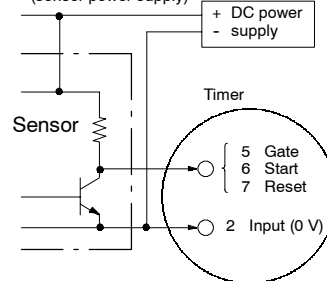 (sensor power supply)
+ DC power
- supply
Timer
Sensor
5 Gate
6 Start
7 Reset
2 Input (0 V)